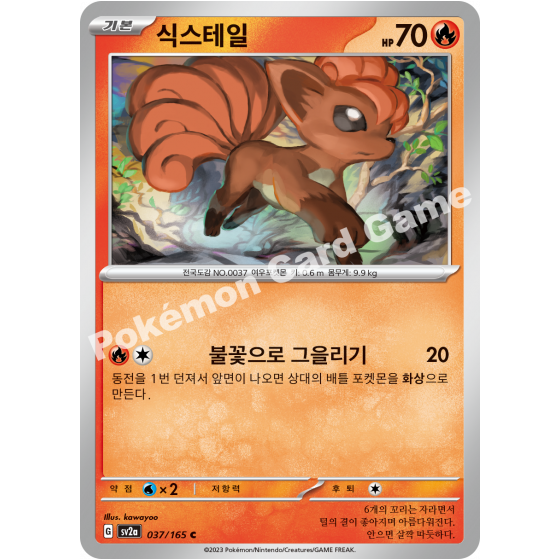 기본 식스테일 HP 70
전국도감 NO.0037 여우포켓몬 키: 0.6 m 몸무게: 9.9 kg
Pokémon Card Game
불꽃으로 그을리기 20
동전을 1번 던져서 앞면이 나오면 상대의 배틀 포켓몬을 화상으로
만든다.
약점 ×2 저항력 후퇴
Illus. kawayoo
G sv2a 037/165 C
6개의 꼬리는 자라면서
털의 결이 좋아지며 아름다워진다.
안으면 살짝 따뜻하다.
©2023 Pokémon/Nintendo/Creatures/GAME FREAK.